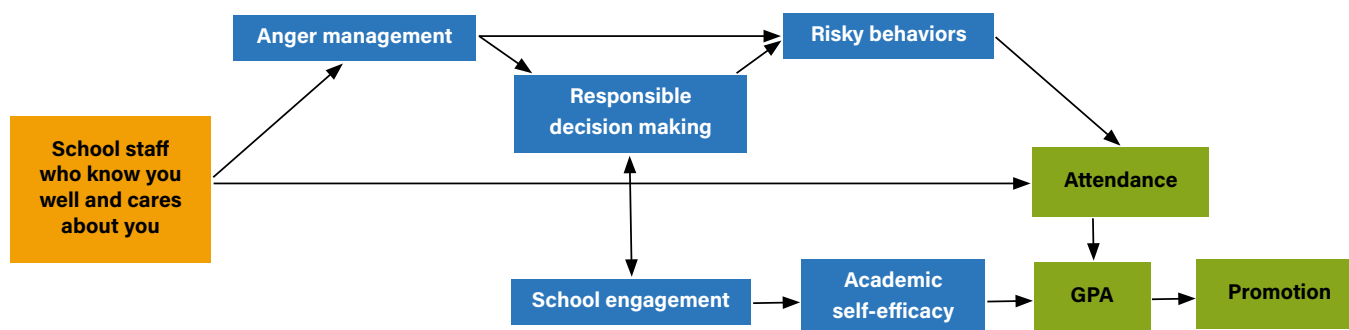 Anger management
Risky behaviors
Responsible
decision making
School staff
who know you
well and cares
about you
Attendance
School engagement
Academic
self-efficacy
GPA
Promotion